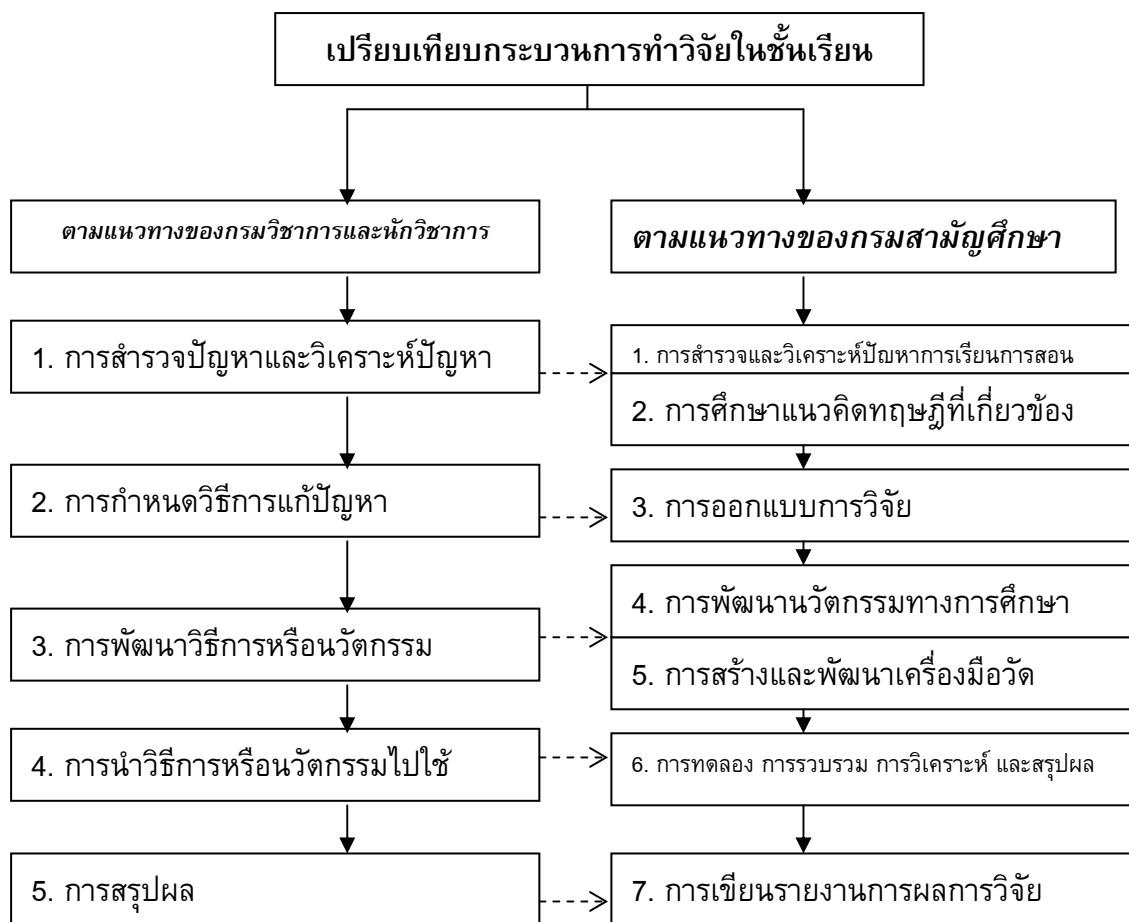 เปรียบเทียบกระบวนการทำวิจัยในชั้นเรียน
ตามแนวทางของกรมวิชาการและนักวิชาการ
1. การสำรวจปัญหาและวิเคราะห์ปัญหา
2. การกำหนดวิธีการแก้ปัญหา
3. การพัฒนาวิธีการหรือนวัตกรรม
4. การนำวิธีการหรือนวัตกรรมไปใช้
5. การสรุปผล
ตามแนวทางของกรมสามัญศึกษา
1. การสำรวจและวิเคราะห์ปัญหาการเรียนการสอน
2. การศึกษาแนวคิดทฤษฎีที่เกี่ยวข้อง
3. การออกแบบการวิจัย
4. การพัฒนานวัตกรรมทางการศึกษา
5. การสร้างและพัฒนาเครื่องมือวัด
6. การทดลอง การรวบรวม การวิเคราะห์ และสรุปผล
7. การเขียนรายงานการผลการวิจัย